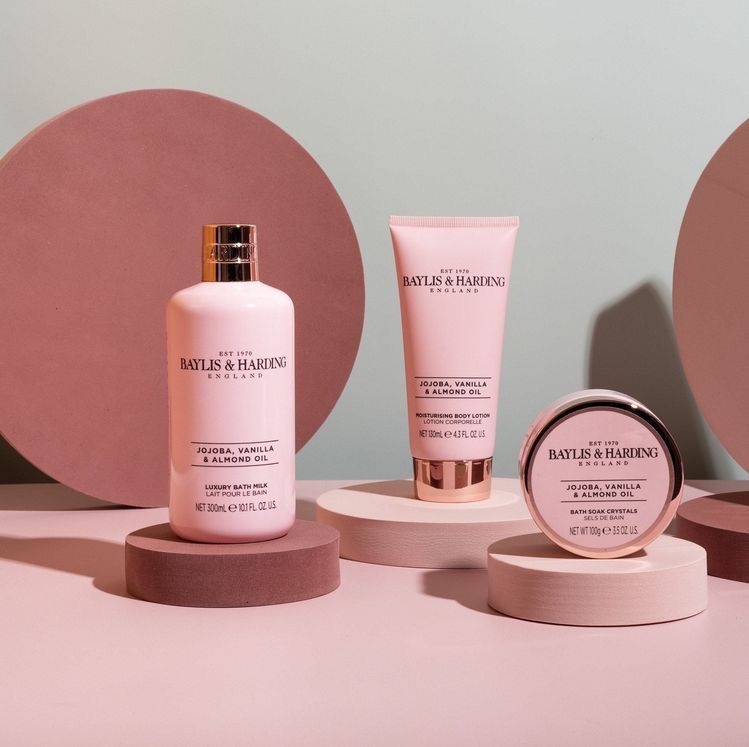 EST 1970
BAYLIS & HARDING
ENGLAND
JOJOBA, VANILLA
& ALMOND OIL
LUXURY BATH MILK
LAIT POUR LE BAIN
NET 300mL ℮ 10.1 FL. OZ. U.S.
EST 1970
BAYLIS & HARDING
ENGLAND
JOJOBA, VANILLA
& ALMOND OIL
MOISTURISING BODY LOTION
LOTION CORPORELLE
NET 130mL ℮ 4.3 FL. OZ. U.S.
EST 1970
BAYLIS & HARDING
ENGLAND
JOJOBA, VANILLA
& ALMOND OIL
BATH SOAK CRYSTALS
SELS DE BAIN
NET WT 100g ℮ 3.5 OZ. U.S.